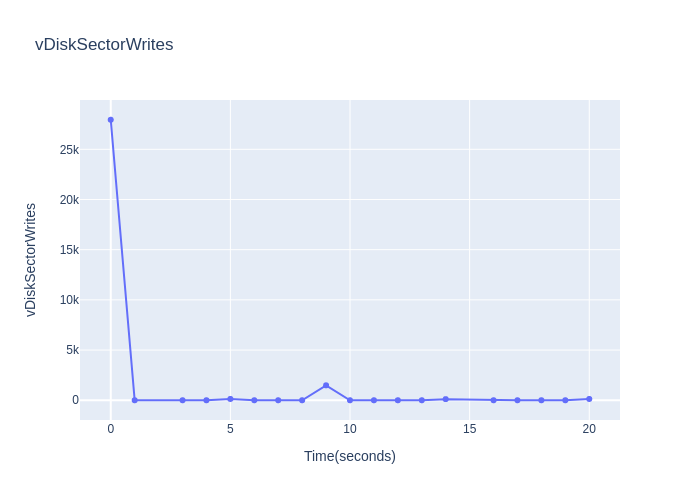 vDiskSectorWrites
25k
20k
15k
10k
5k
0
vDiskSectorWrites
0 5 10 15 20
Time(seconds)